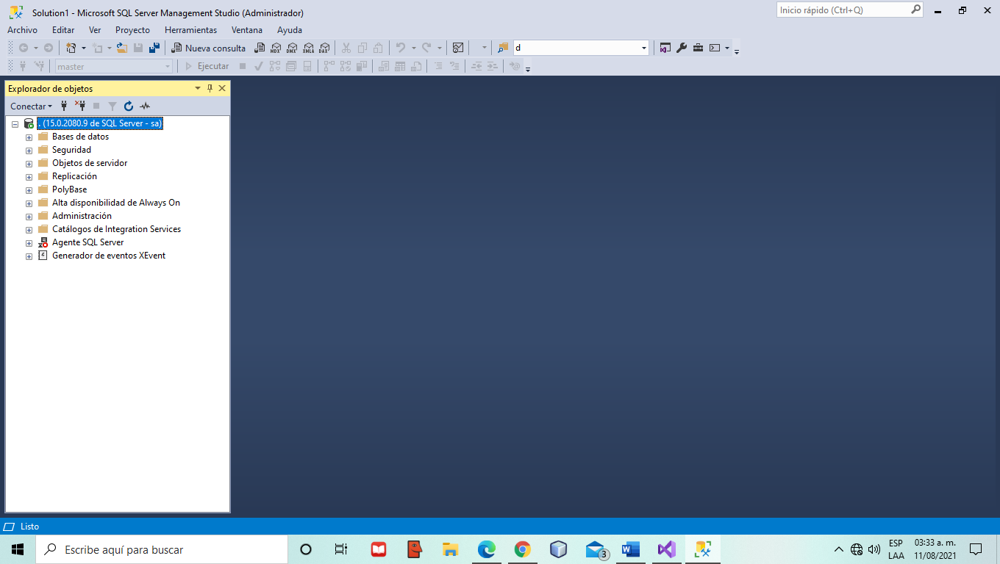 Solution1 - Microsoft SQL Server Management Studio (Administrador)
Inicio rápido (Ctrl+Q)
Archivo Editar Ver Proyecto Herramientas Ventana Ayuda
Nueva consulta MDX DMX XMLA DAX d
master Ejecutar
Explorador de objetos
Conectar
. (15.0.2080.9 de SQL Server - sa)
Bases de datos
Seguridad
Objetos de servidor
Replicación
PolyBase
Alta disponibilidad de Always On
Administración
Catálogos de Integration Services
Agente SQL Server
Generador de eventos XEvent
Listo
Escribe aquí para buscar
3
ESP
LAA
03:33 a. m.
11/08/2021